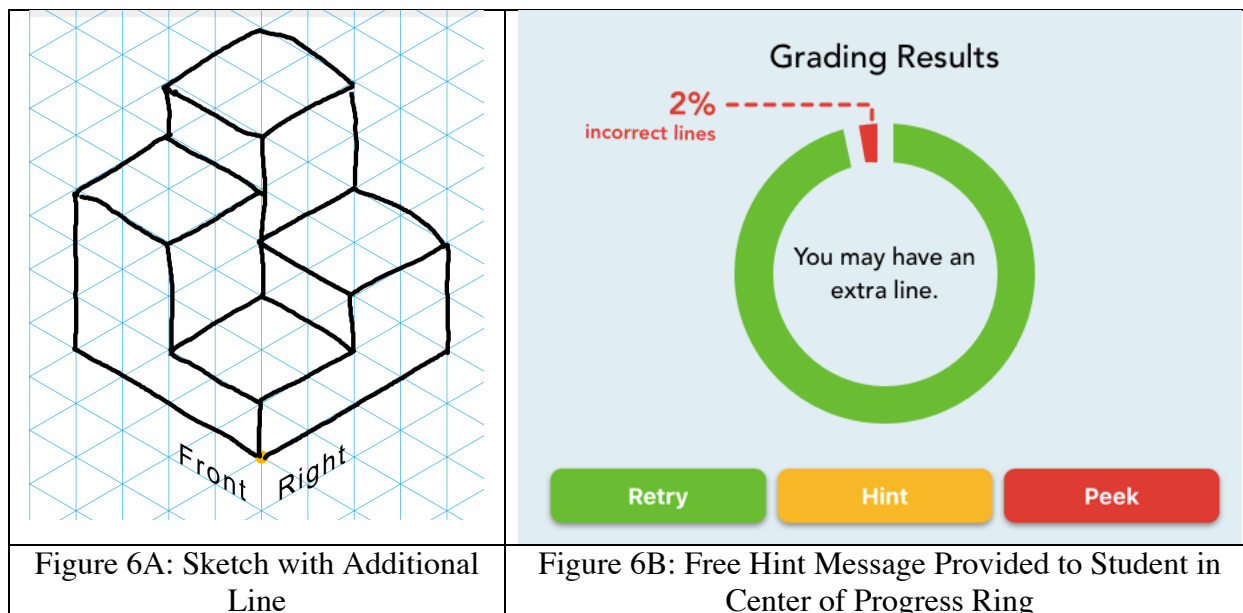 Front Right
Grading Results
2%
incorrect lines
You may have an
extra line.
Retry Hint Peek
Figure 6A: Sketch with Additional
Line
Figure 6B: Free Hint Message Provided to Student in
Center of Progress Ring